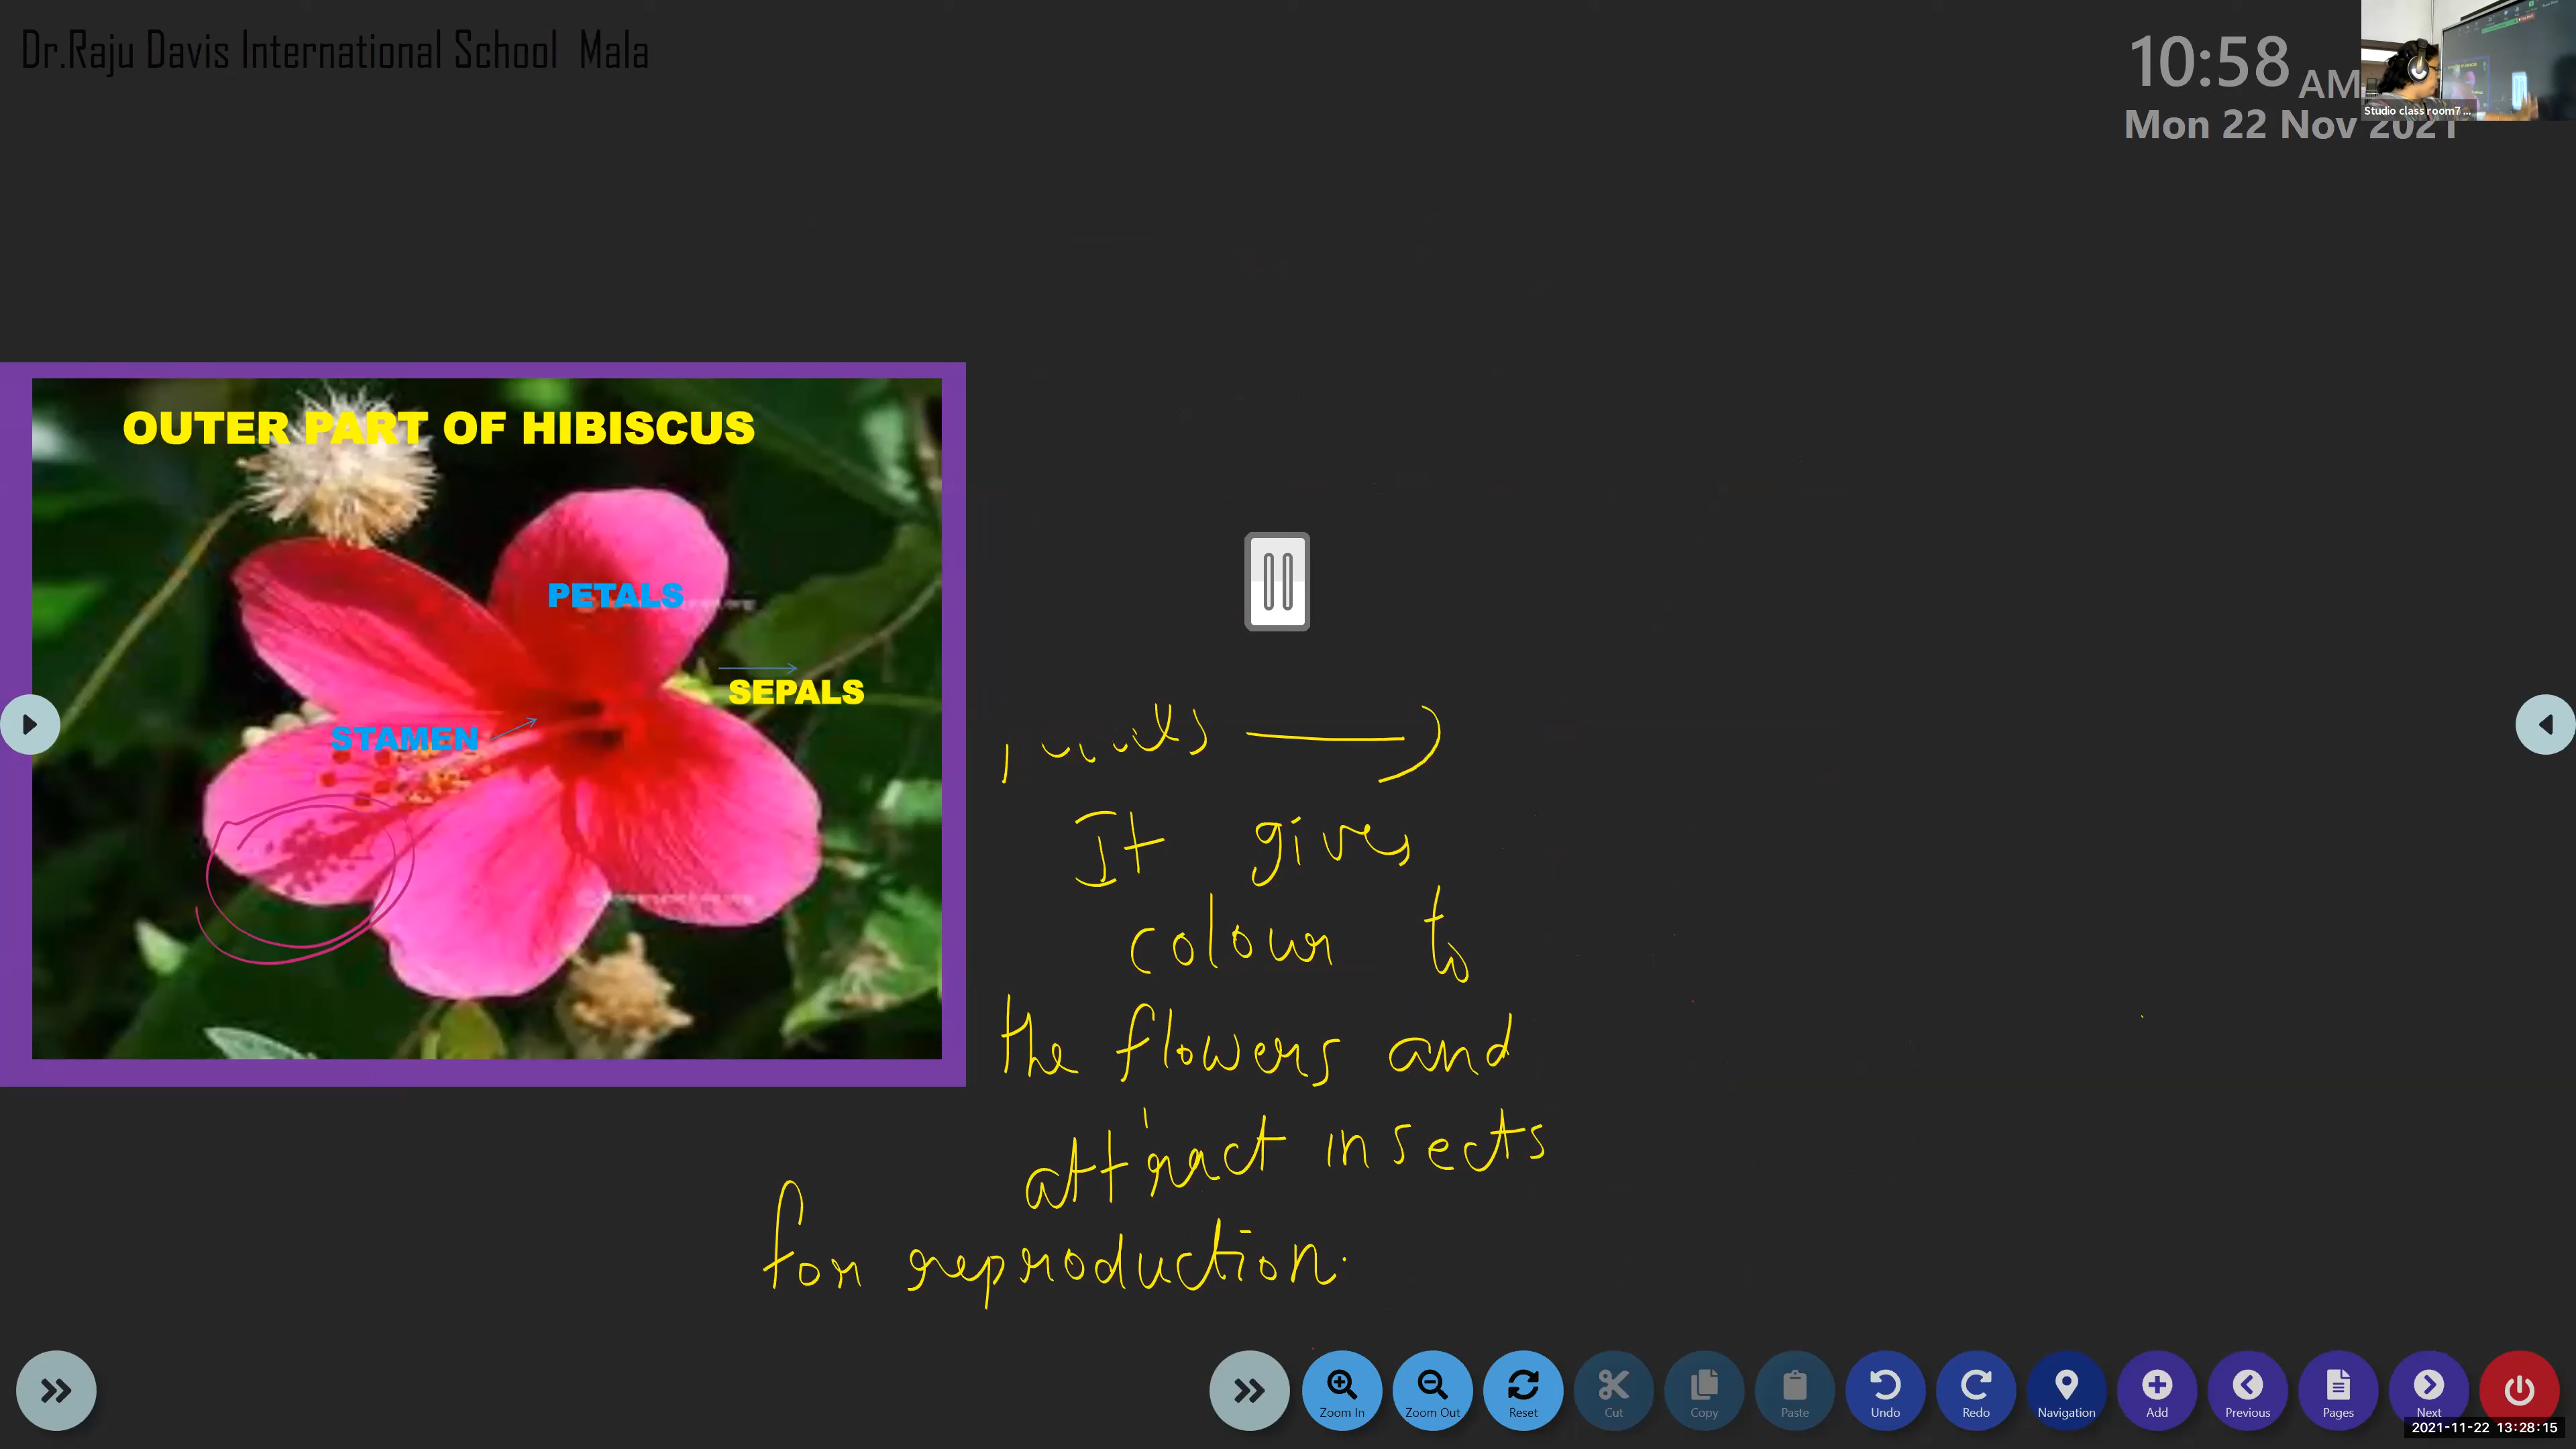 Dr.Raju Davis International School Mala
10:58 AM
Mon 22 Nov 2021
Studio class room7 ...
OUTER PART OF HIBISCUS
PETALS
SEPALS
STAMEN
It gives
colour to
the flowers and
attract insects
for reproduction.
Zoom In
Zoom Out
Reset
Cut
Copy
Paste
Undo
Redo
Navigation
Add
Previous
Pages
Next
2021-11-22 13:28:15